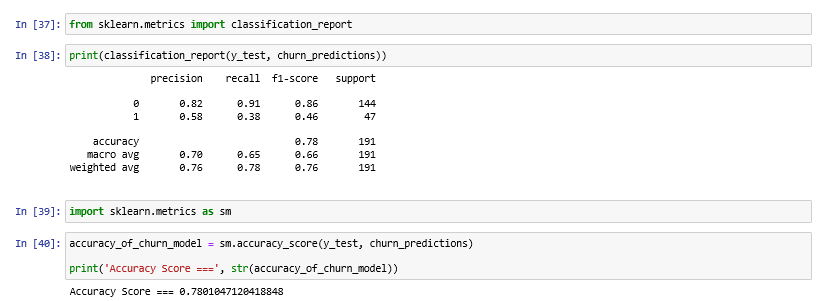 In [37]: from sklearn.metrics import classification_report
In [38]: print(classification_report(y_test, churn_predictions))
precision recall f1-score support
0 0.82 0.91 0.86 144
1 0.58 0.38 0.46 47
accuracy 0.78 191
macro avg 0.70 0.65 0.66 191
weighted avg 0.76 0.78 0.76 191
In [39]: import sklearn.metrics as sm
In [40]: accuracy_of_churn_model = sm.accuracy_score(y_test, churn_predictions)
print('Accuracy Score ===', str(accuracy_of_churn_model))
Accuracy Score === 0.7801047120418848